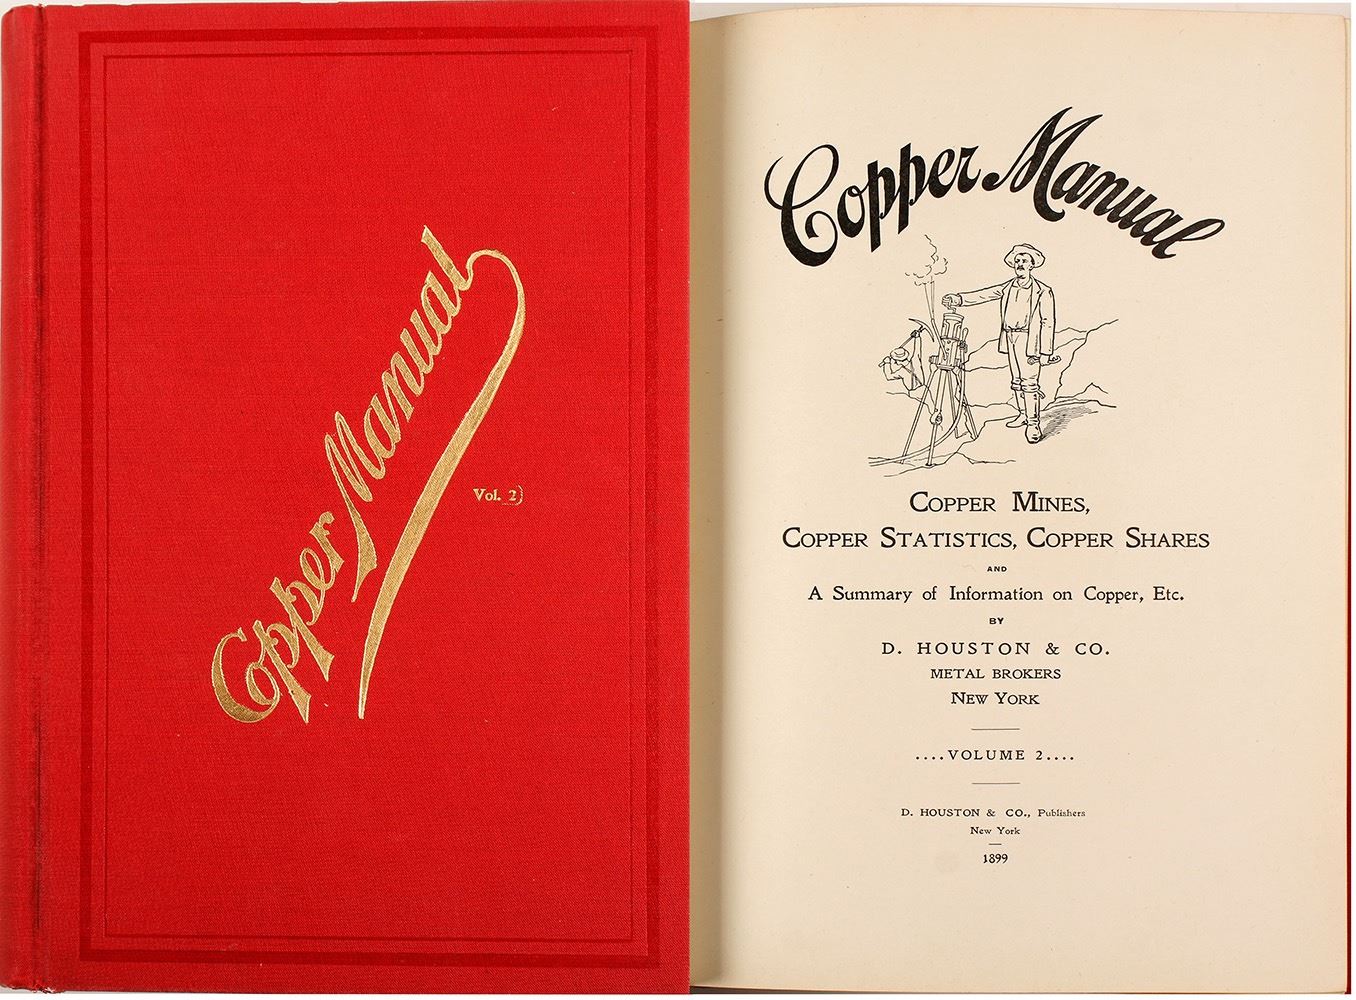 Copper Manual
Vol. 2)
Copper Manual
COPPER MINES,
COPPER STATISTICS, COPPER SHARES
AND
A Summary of Information on Copper, Etc.
BY
D. HOUSTON & CO.
METAL BROKERS
NEW YORK
....VOLUME 2....
D. HOUSTON & CO., Publishers
New York
1899